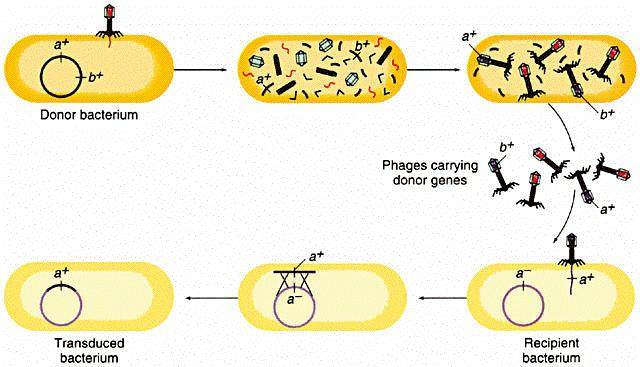 a+
b+
Donor bacterium
b+
a+
a+
b+
Phages carrying
donor genes
b+
a+
a+
a−
Transduced
bacterium
a+
a−
a−
a+
Recipient
bacterium